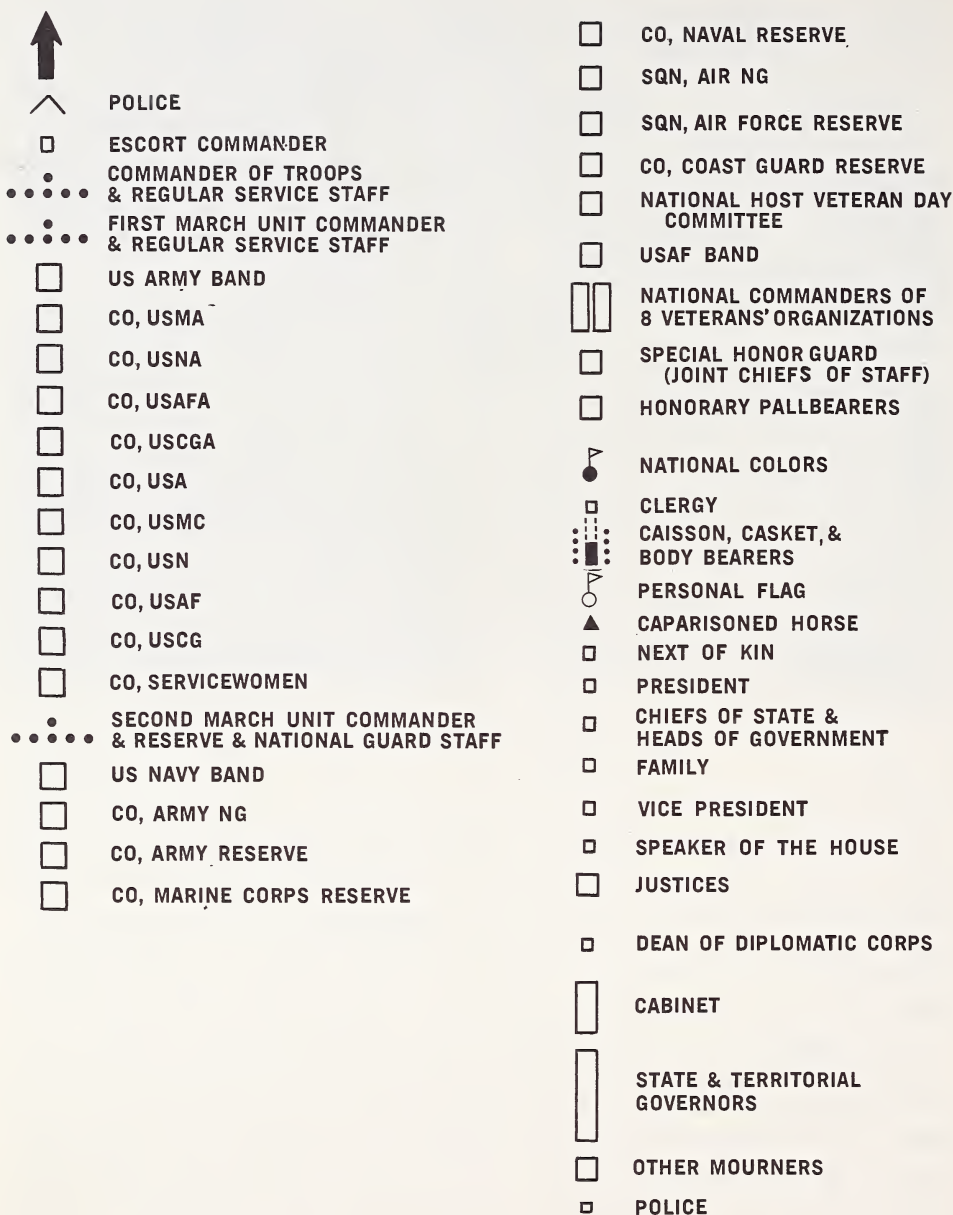 POLICE
ESCORT COMMANDER
COMMANDER OF TROOPS
& REGULAR SERVICE STAFF
FIRST MARCH UNIT COMMANDER
& REGULAR SERVICE STAFF
US ARMY BAND
CO, USMA
CO, USNA
CO, USAFA
CO, USCGA
CO, USA
CO, USMC
CO, USN
CO, USAF
CO, USCG
CO, SERVICEWOMEN
SECOND MARCH UNIT COMMANDER
& RESERVE & NATIONAL GUARD STAFF
US NAVY BAND
CO, ARMY NG
CO, ARMY RESERVE
CO, MARINE CORPS RESERVE
CO, NAVAL RESERVE
SQN, AIR NG
SQN, AIR FORCE RESERVE
CO, COAST GUARD RESERVE
NATIONAL HOST VETERAN DAY
COMMITTEE
USAF BAND
NATIONAL COMMANDERS OF
8 VETERANS' ORGANIZATIONS
SPECIAL HONOR GUARD
(JOINT CHIEFS OF STAFF)
HONORARY PALLBEARERS
NATIONAL COLORS
CLERGY
CAISSON, CASKET, &
BODY BEARERS
PERSONAL FLAG
CAPARISONED HORSE
NEXT OF KIN
PRESIDENT
CHIEFS OF STATE &
HEADS OF GOVERNMENT
FAMILY
VICE PRESIDENT
SPEAKER OF THE HOUSE
JUSTICES
DEAN OF DIPLOMATIC CORPS
CABINET
STATE & TERRITORIAL
GOVERNORS
OTHER MOURNERS
POLICE